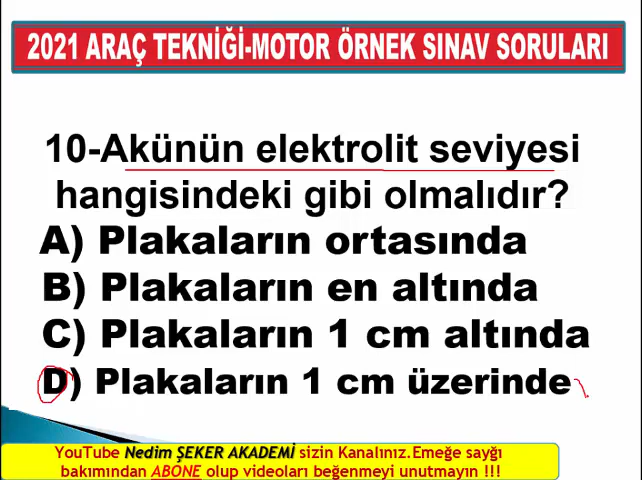 2021 ARAÇ TEKNİĞİ-MOTOR ÖRNEK SINAV SORULARI
10-Akünün elektrolit seviyesi
hangisindeki gibi olmalıdır?
A) Plakaların ortasında
B) Plakaların en altında
C) Plakaların 1 cm altında
D) Plakaların 1 cm üzerinde
YouTube Nedim ŞEKER AKADEMİ sizin Kanalınız.Emeğe sayğı
bakımından ABONE olup videoları beğenmeyi unutmayın !!!